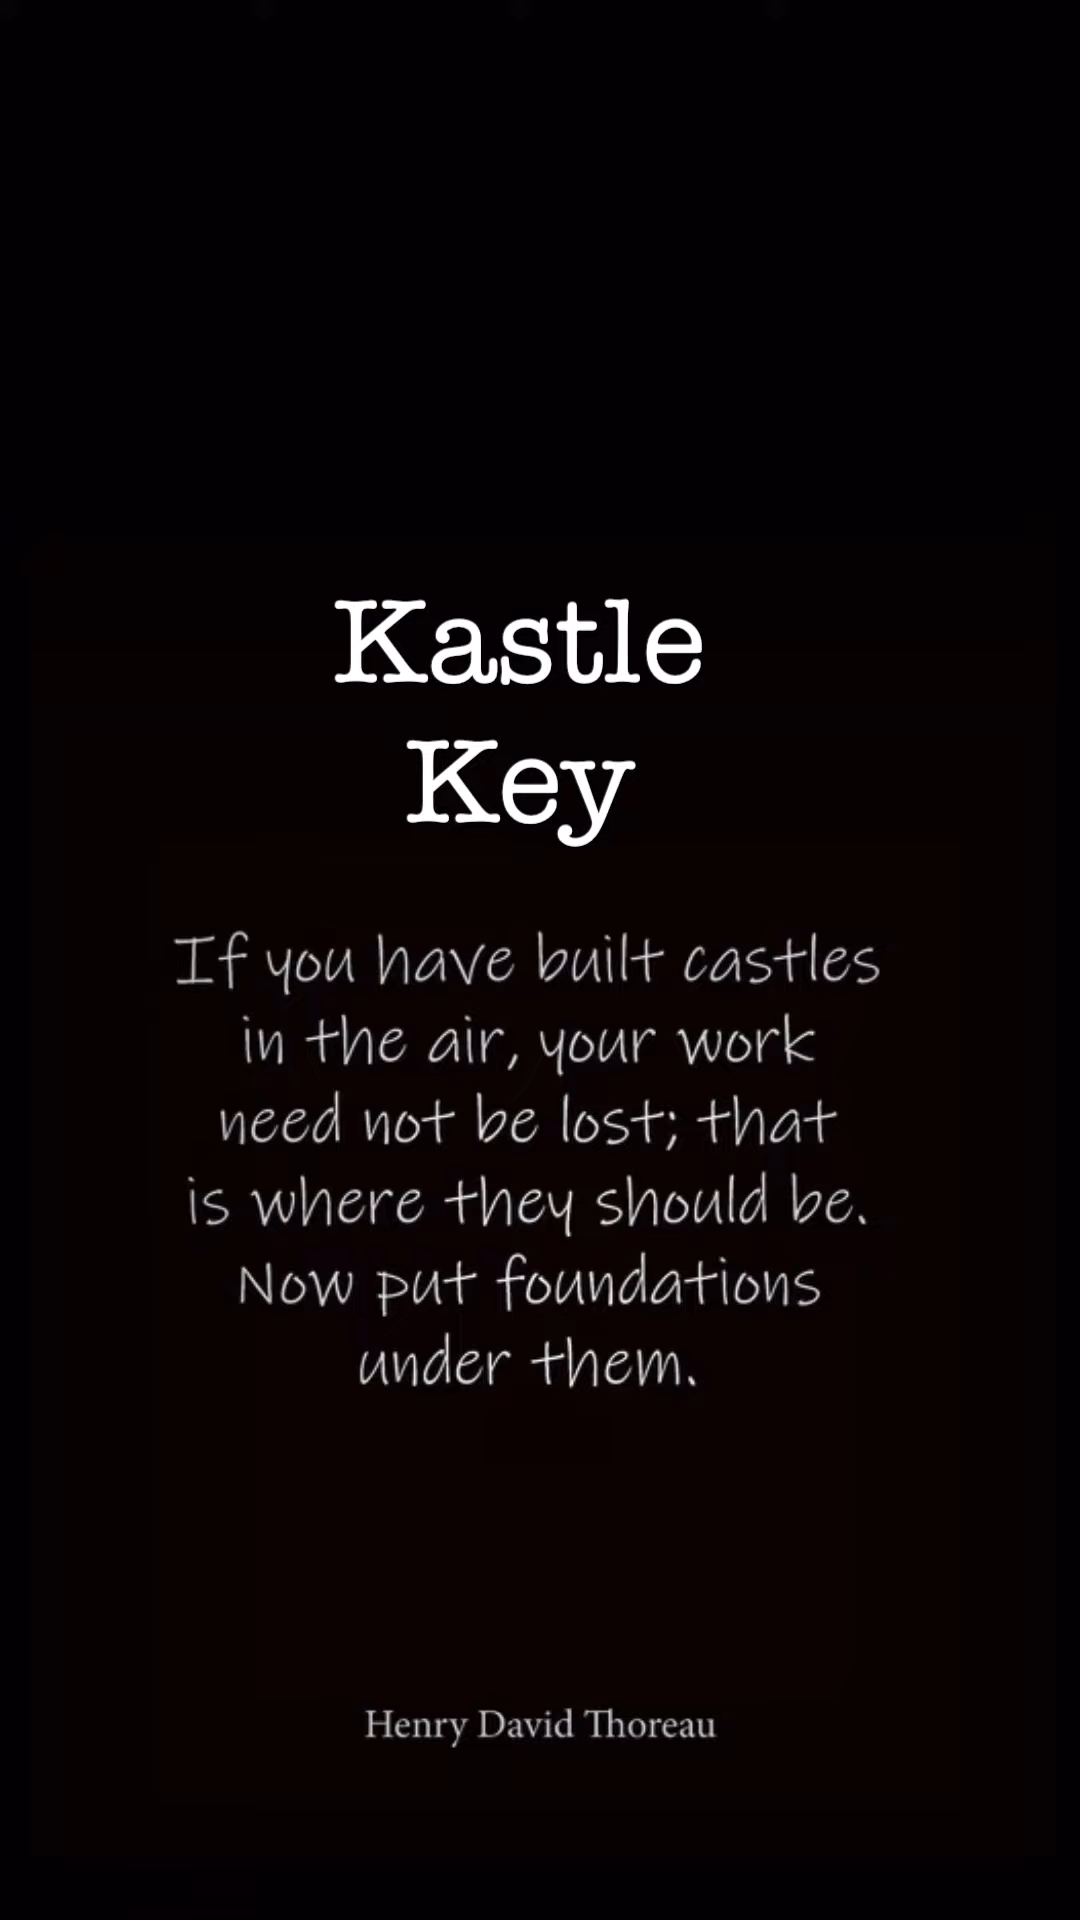 Kastle
Key
If you have built castles
in the air, your work
need not be lost; that
is where they should be.
Now put foundations
under them.
Henry David Thoreau